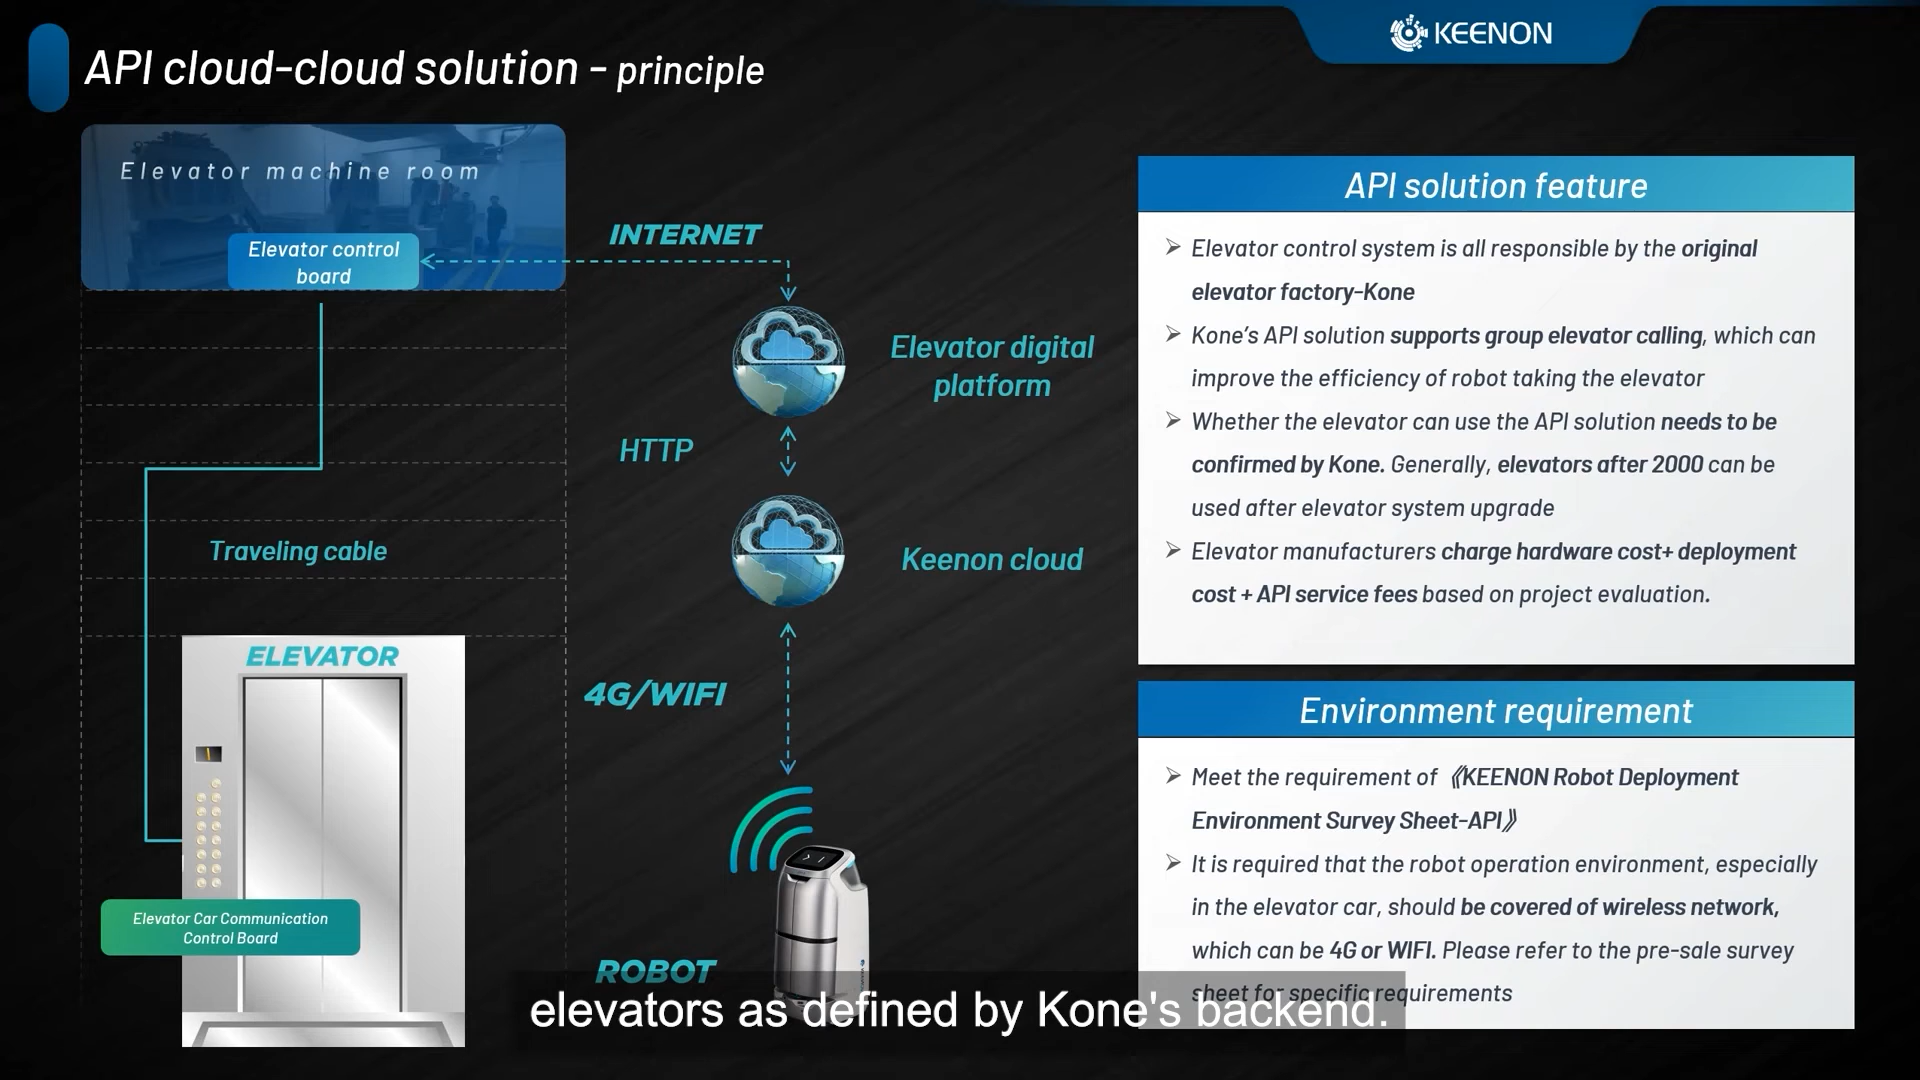 KEENON
API cloud-cloud solution - principle
Elevator machine room
Elevator control
board
INTERNET
Elevator digital
platform
HTTP
Keenon cloud
Traveling cable
4G/WIFI
ELEVATOR
Elevator Car Communication
Control Board
ROBOT
API solution feature
➢ Elevator control system is all responsible by the original
elevator factory-Kone
➢ Kone's API solution supports group elevator calling, which can
improve the efficiency of robot taking the elevator
➢ Whether the elevator can use the API solution needs to be
confirmed by Kone. Generally, elevators after 2000 can be
used after elevator system upgrade
➢ Elevator manufacturers charge hardware cost+ deployment
cost + API service fees based on project evaluation.
Environment requirement
➢ Meet the requirement of 《KEENON Robot Deployment
Environment Survey Sheet-API》
➢ It is required that the robot operation environment, especially
in the elevator car, should be covered of wireless network,
which can be 4G or WIFI. Please refer to the pre-sale survey
sheet for specific requirements
elevators as defined by Kone's backend.